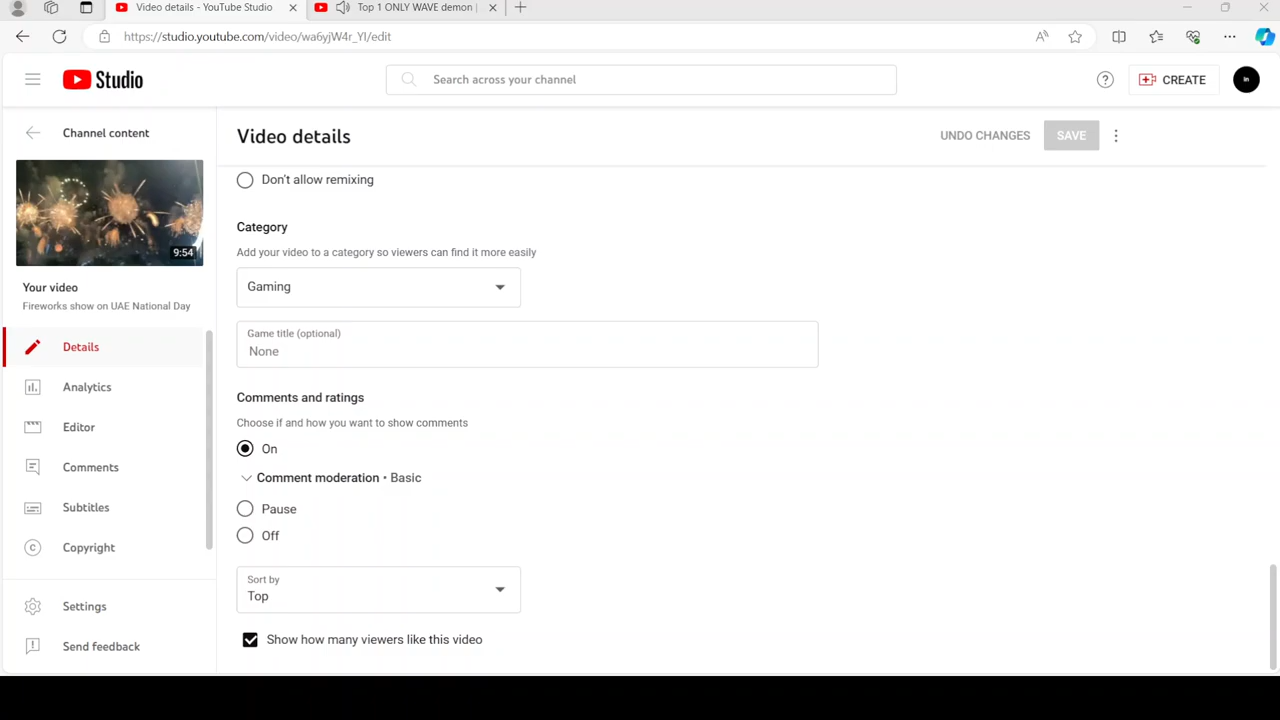 Video details - YouTube Studio
Top 1 ONLY WAVE demon |
https://studio.youtube.com/video/wa6yjW4r_YI/edit
Studio
Search across your channel
CREATE
in
Channel content
Video details
UNDO CHANGES
SAVE
9:54
Your video
Fireworks show on UAE National Day
Details
Analytics
Editor
Comments
Subtitles
Copyright
Settings
Send feedback
Don't allow remixing
Category
Add your video to a category so viewers can find it more easily
Gaming
Game title (optional)
None
Comments and ratings
Choose if and how you want to show comments
On
Comment moderation • Basic
Pause
Off
Sort by
Top
Show how many viewers like this video